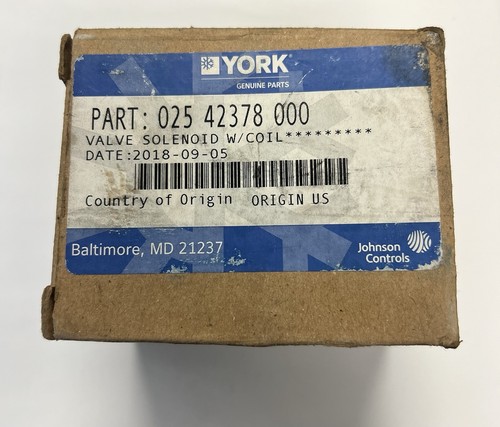 YORK®
GENUINE PARTS
PART: 025 42378 000
VALVE SOLENOID W/COIL*********
DATE:2018-09-05
Country of Origin ORIGIN US
Baltimore, MD 21237
Johnson
Controls